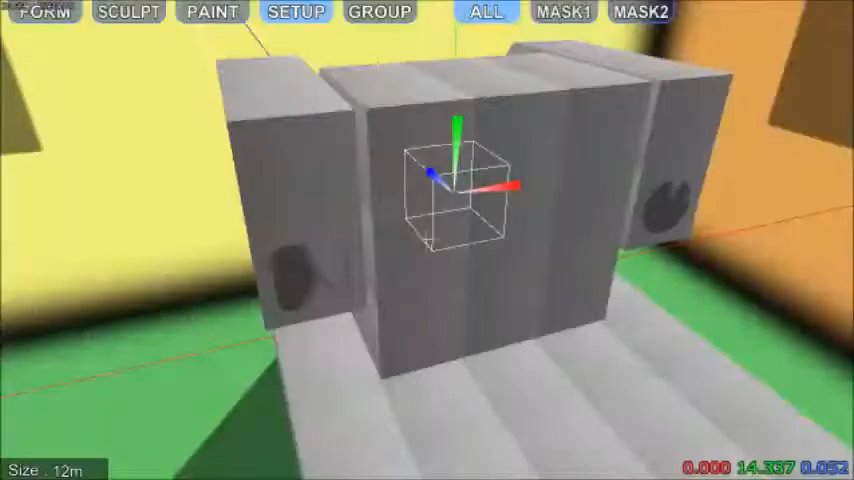 FORM SCULPT PAINT SETUP GROUP ALL MASK1 MASK2
Size : 12m 0.000 14.337 0.052